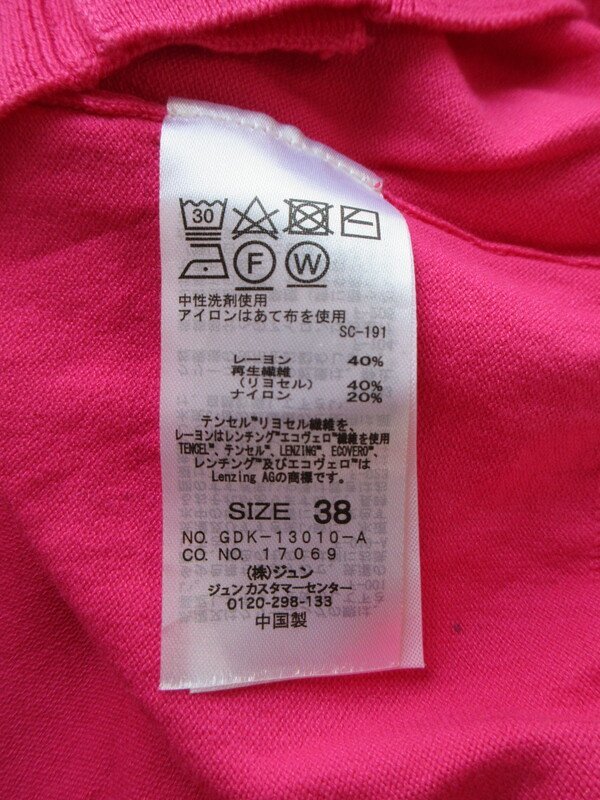 30
F W
中性洗剤使用
アイロンはあて布を使用
SC-191
レーヨン 40%
再生繊維
(リヨセル) 40%
ナイロン 20%
テンセル™リヨセル繊維を、
レーヨンはレンチング™エコヴェロ™繊維を使用
TENCEL™、テンセル™、LENZING™、ECOVERO™、
レンチング™及びエコヴェロ™は
Lenzing AGの商標です。
SIZE 38
NO. GDK-13010-A
CO. NO. 17069
(株)ジュン
ジュンカスタマーセンター
0120-298-133
中国製